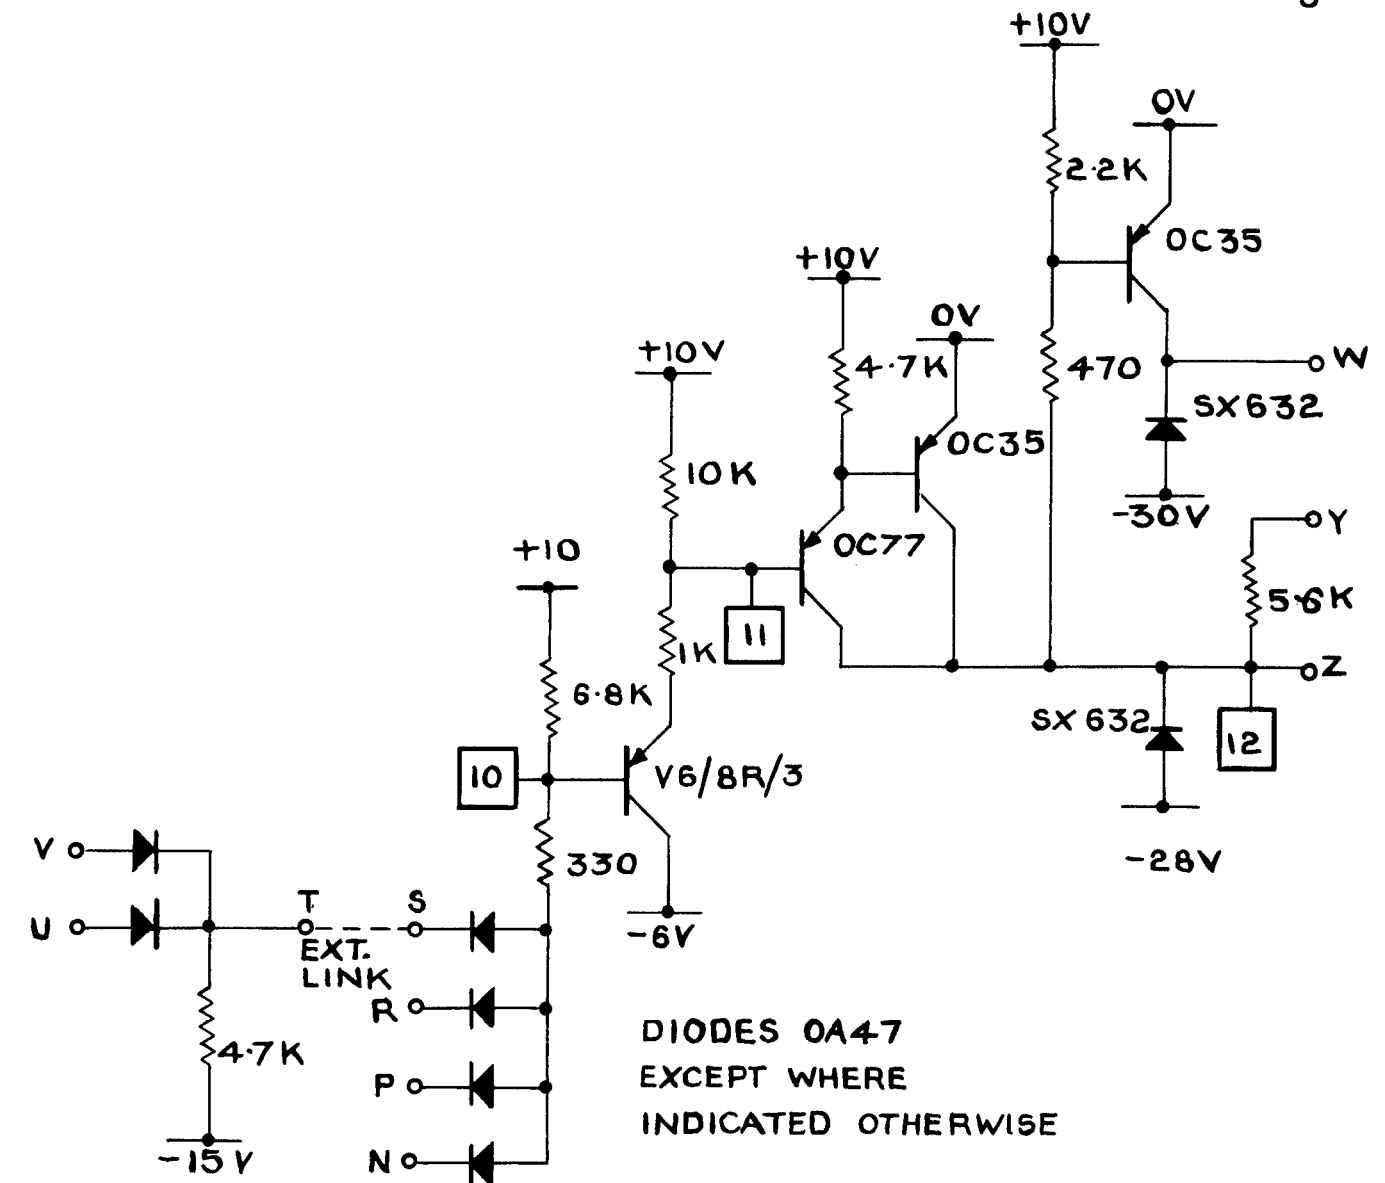 +10V
0V
2.2K
OC35
+10V
0V
4.7K
OC35
470
W
SX632
-30V
+10V
10K
OC77
Y
5.6K
+10
11
1K
Z
6.8K
SX632
12
10
V6/8R/3
-28V
V
330
U
T
S
EXT.
LINK
-6V
R
4.7K
P
DIODES OA47
EXCEPT WHERE
INDICATED OTHERWISE
-15V
N